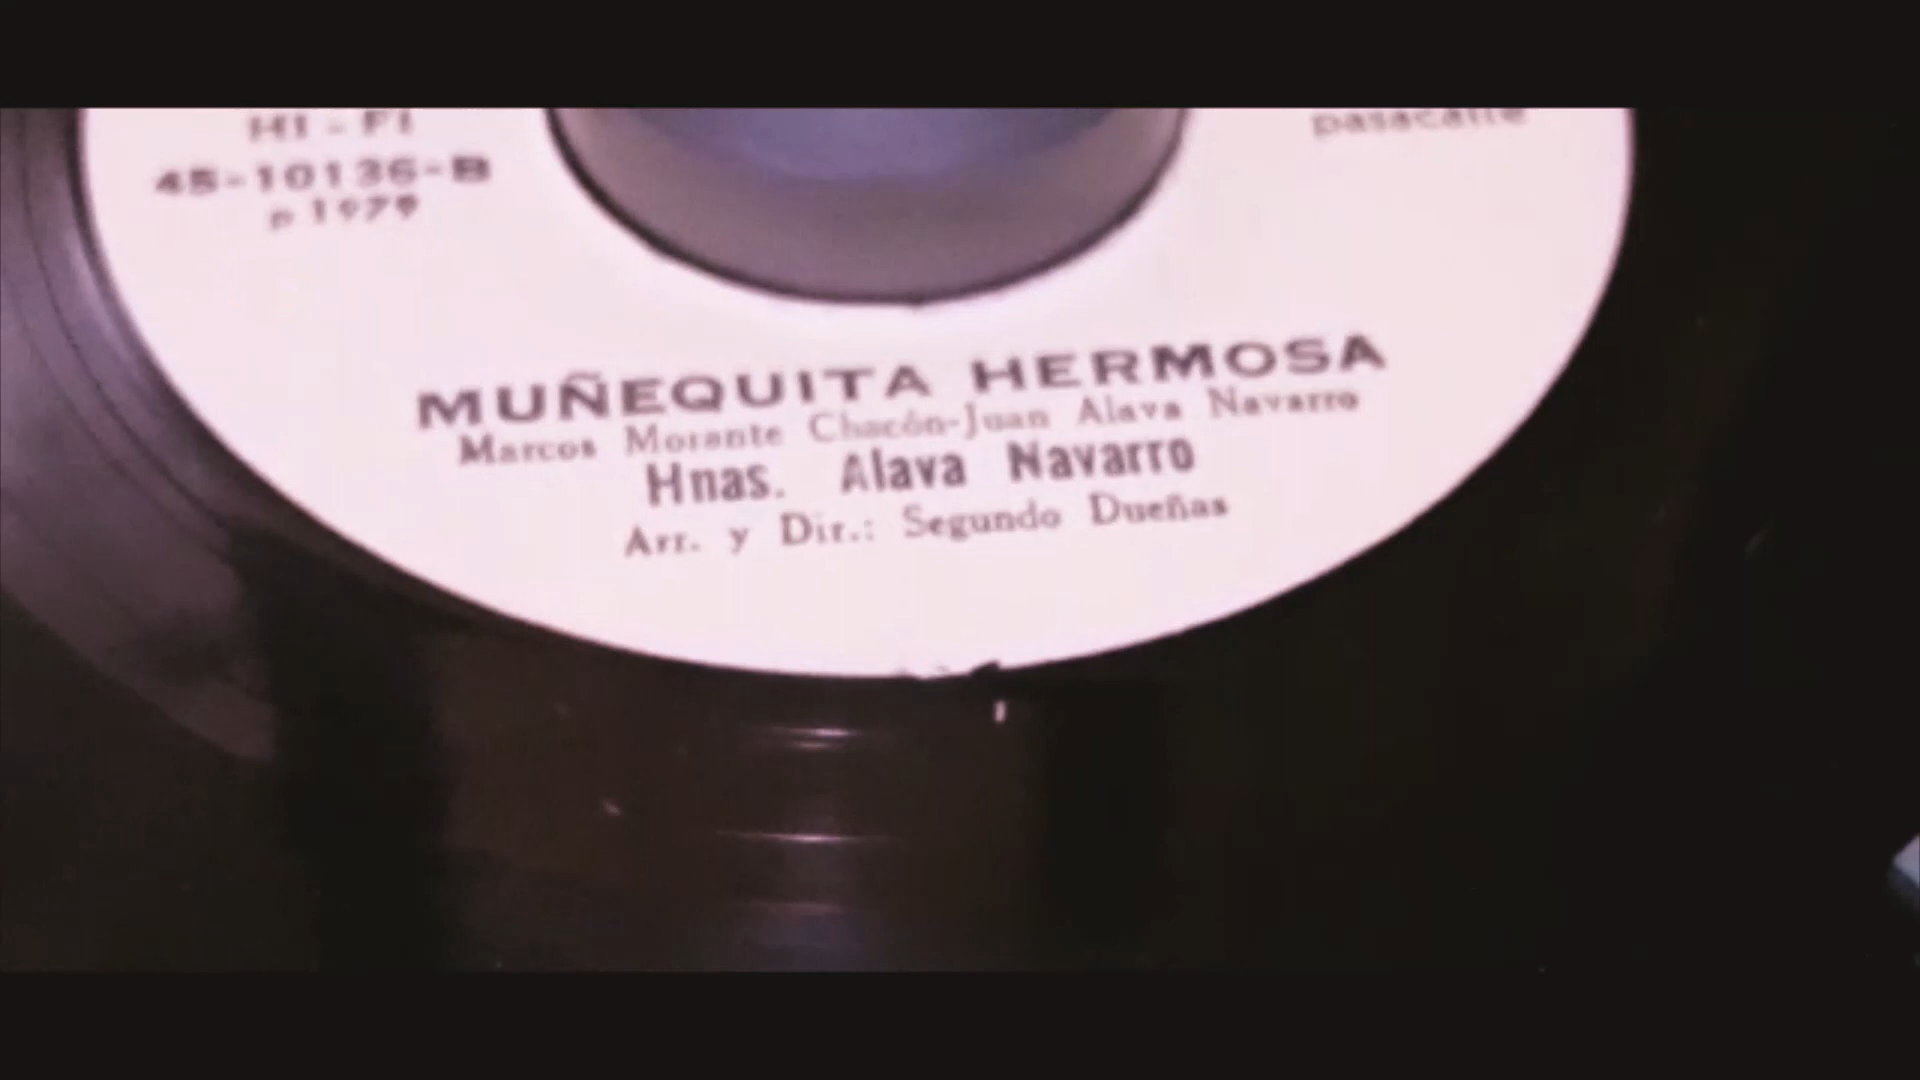 HI - FI
45-10136-B
p 1979
pasacalle
MUÑEQUITA HERMOSA
Marcos Morante Chacón-Juan Alava Navarro
Hnas. Alava Navarro
Arr. y Dir.: Segundo Dueñas